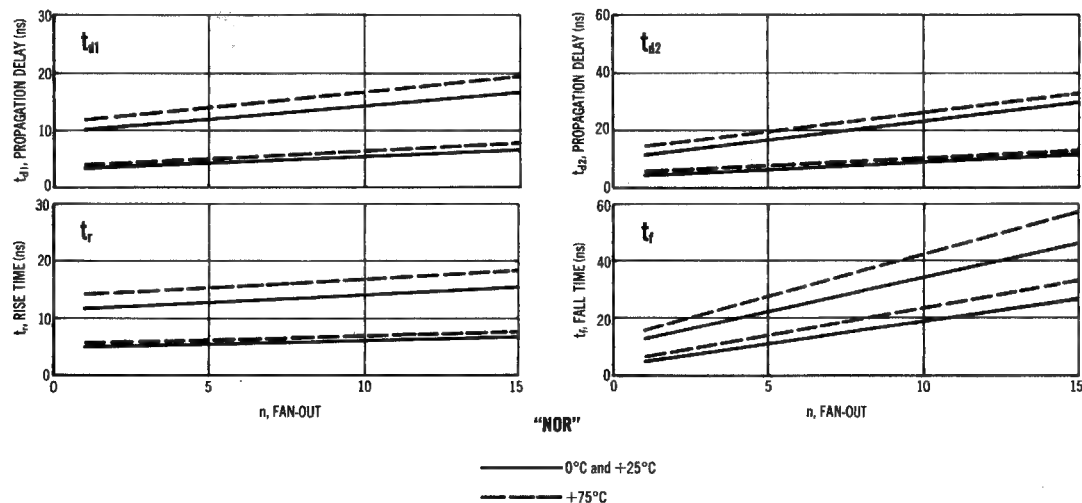 30
20
10
0
t_d1, PROPAGATION DELAY (ns)
t_d1
60
40
20
0
t_d2, PROPAGATION DELAY (ns)
t_d2
30
20
10
0
t_r, RISE TIME (ns)
t_r
0 5 10 15
n, FAN-OUT
60
40
20
0
t_f, FALL TIME (ns)
t_f
0 5 10 15
n, FAN-OUT
“NOR”
0°C and +25°C
+75°C